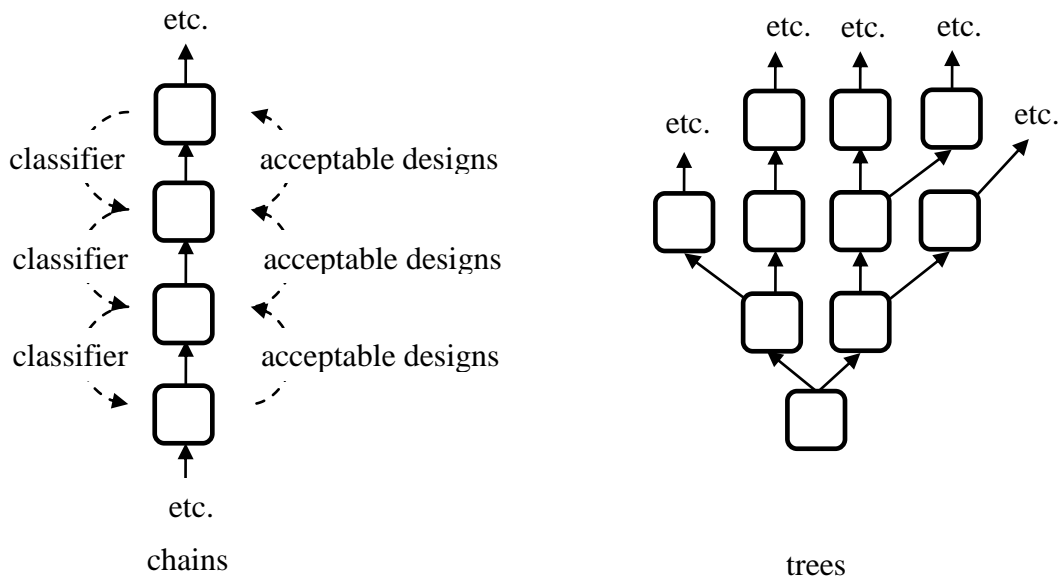 etc.
classifier acceptable designs
classifier acceptable designs
classifier acceptable designs
etc.
chains
etc. etc. etc.
etc. etc.
trees